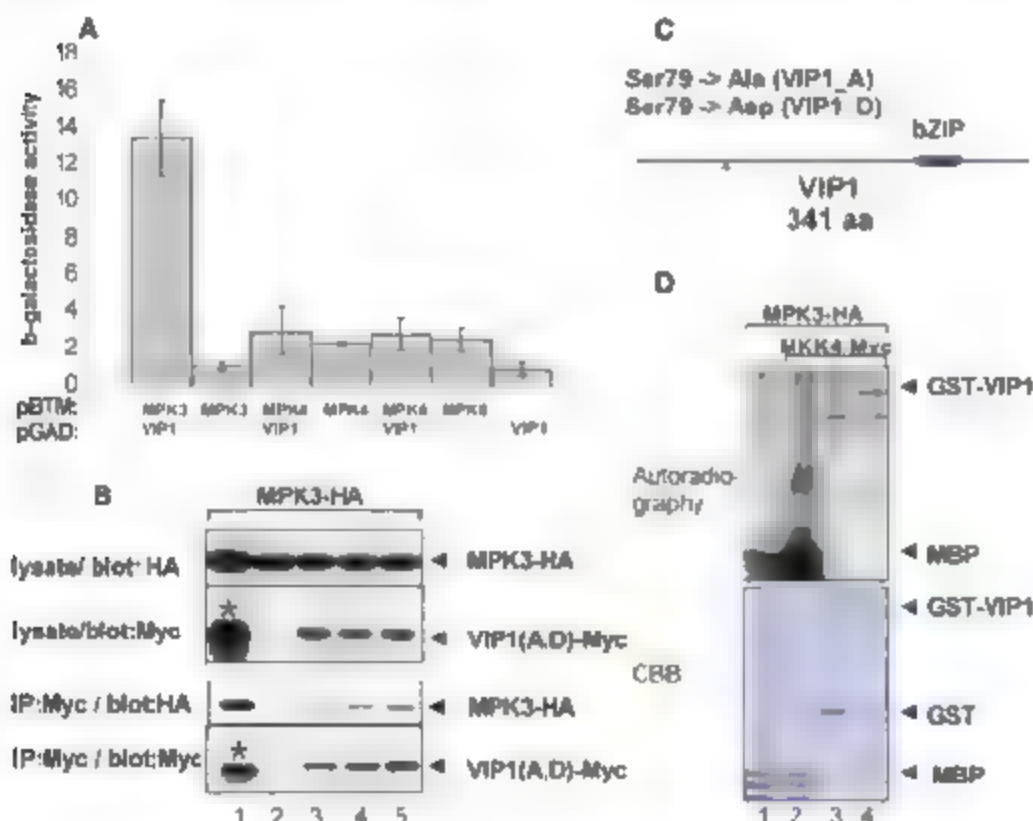 A
18
16
14
12
10
8
6
4
2
0
b-galactosidase activity
pBTM: MPK3 MPK3 MPK4 MPK4 MPK6 MPK6
pGAD: VIP1 VIP1 VIP1 VIP1
B
MPK3-HA
lysate/ blot: HA
MPK3-HA
lysate/blot:Myc
*
VIP1(A,D)-Myc
IP:Myc / blot:HA
MPK3-HA
IP:Myc / blot:Myc
*
VIP1(A,D)-Myc
1 2 3 4 5
C
Ser79 -> Ala (VIP1_A)
Ser79 -> Asp (VIP1_D)
bZIP
VIP1
341 aa
D
MPK3-HA
MKK4-Myc
GST-VIP1
Autoradio-
graphy
MBP
GST-VIP1
CBB
GST
MBP
1 2 3 4